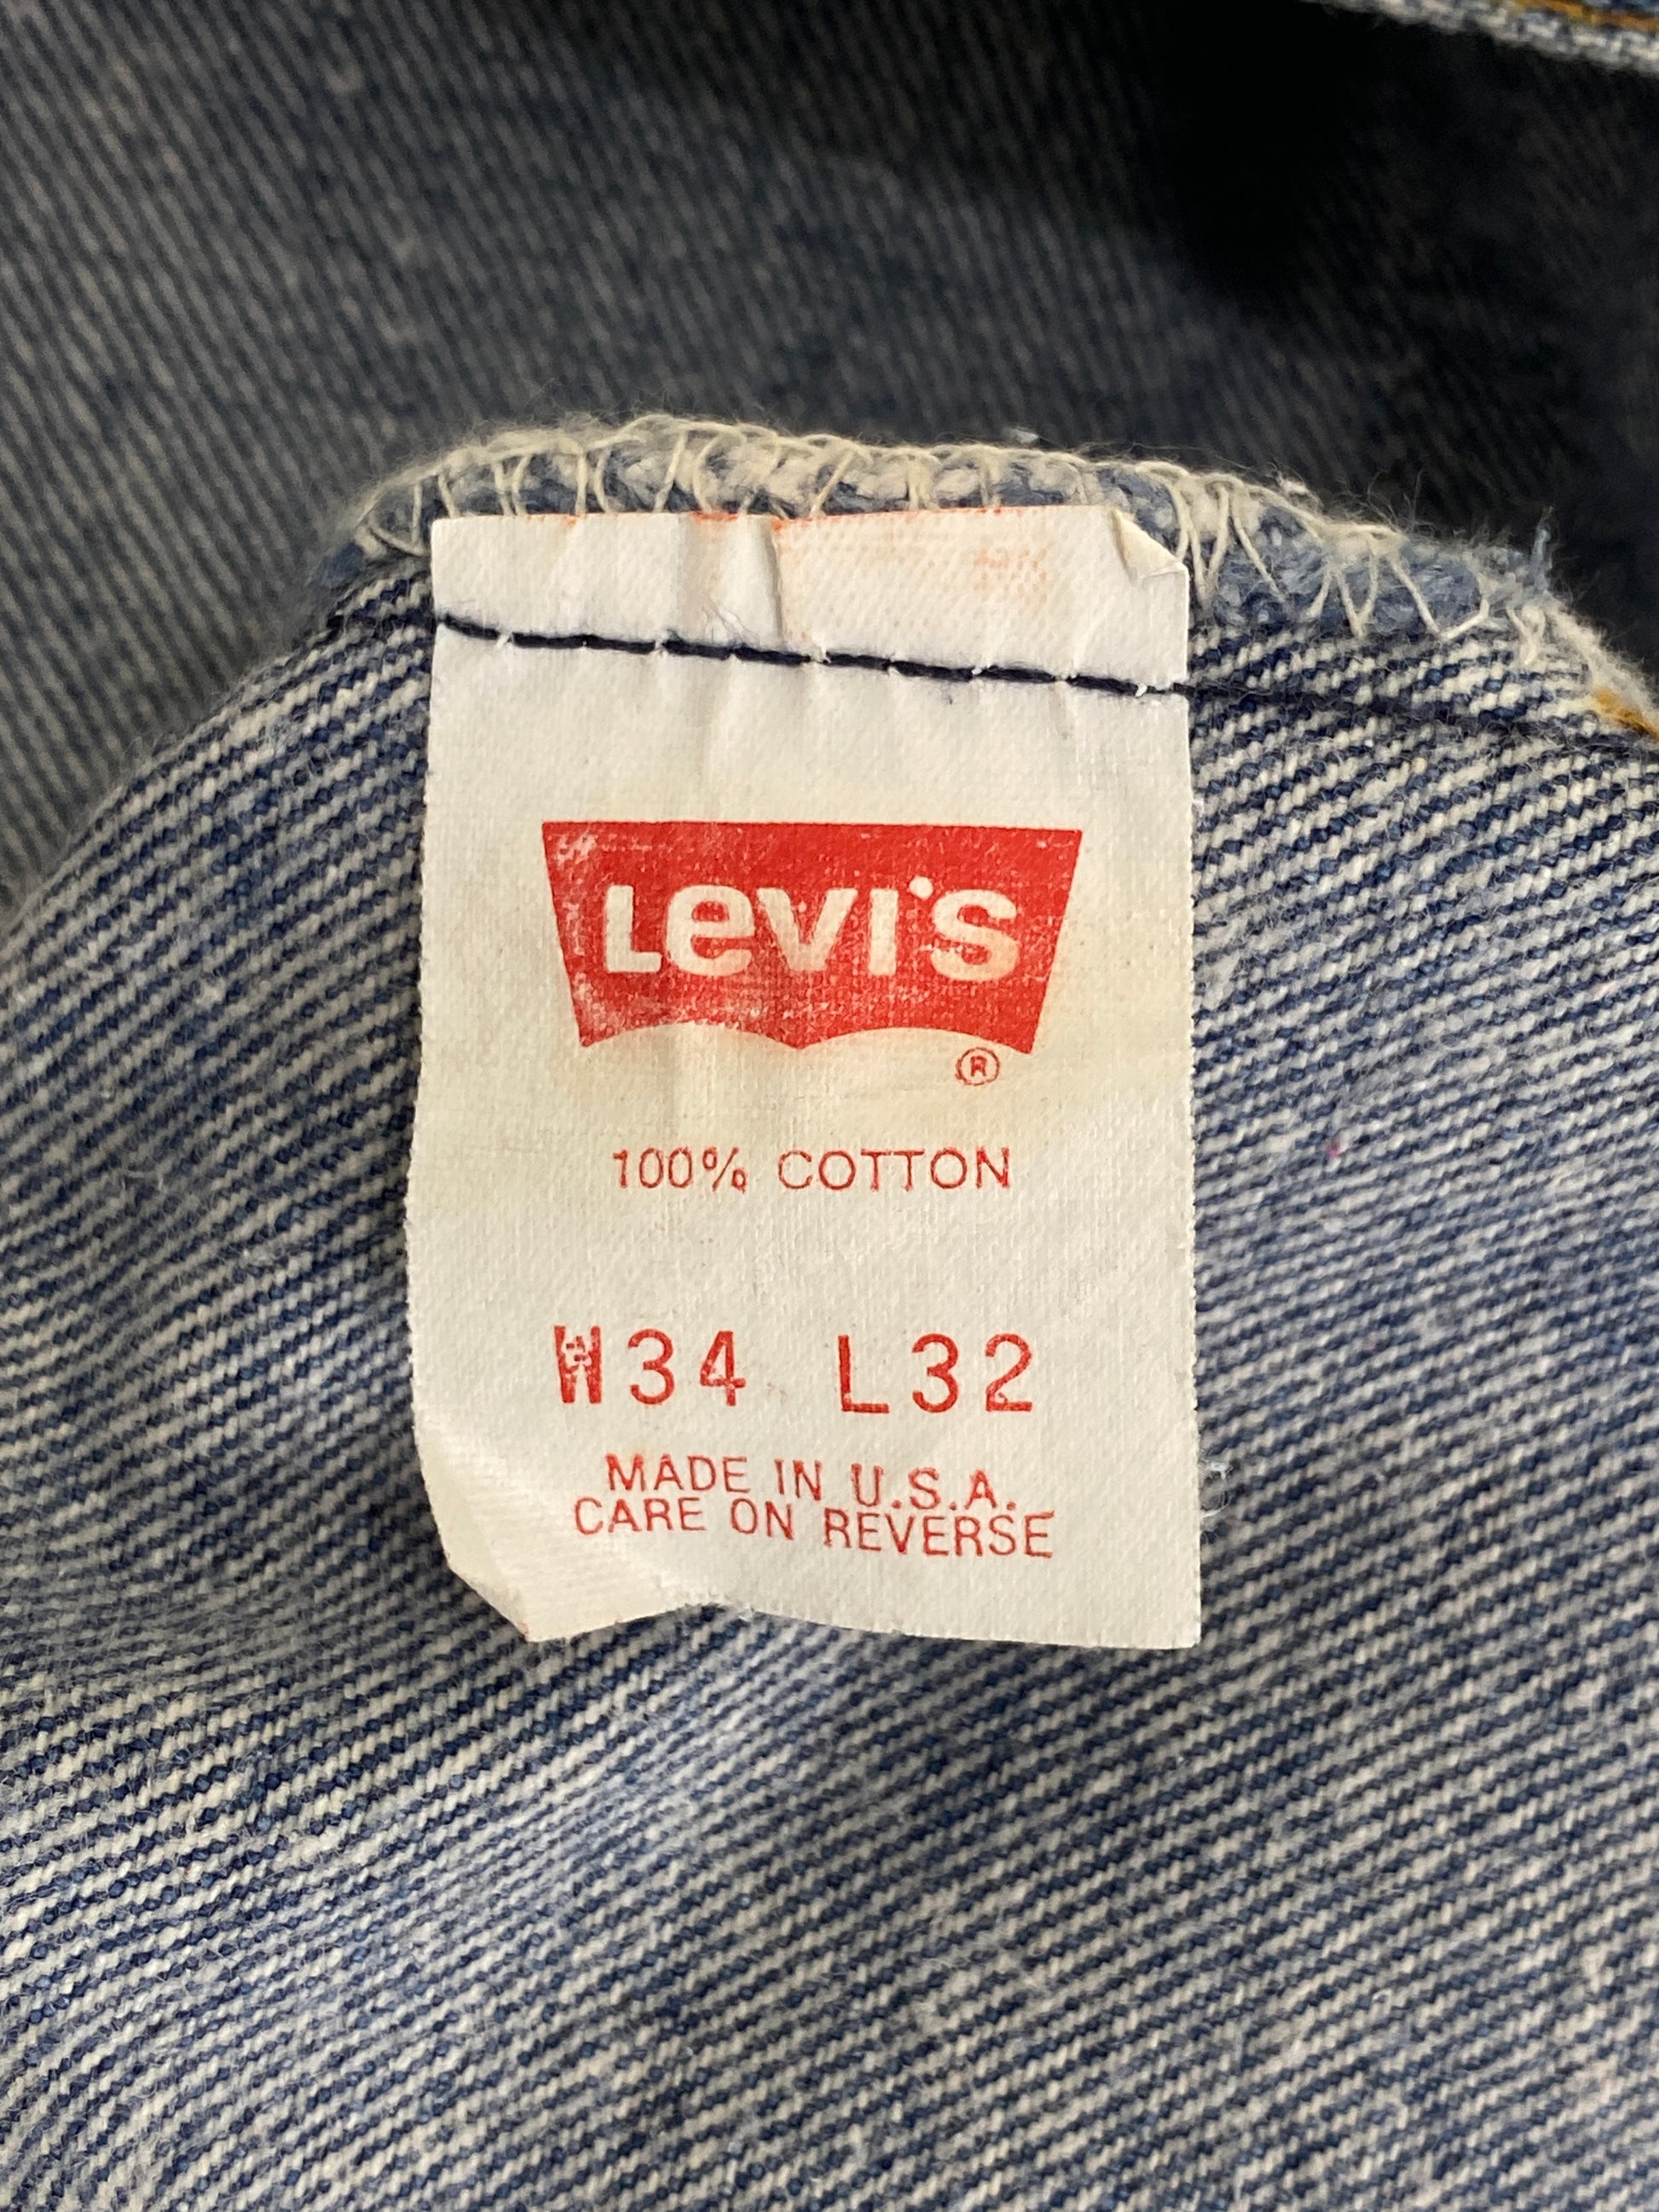 Levi's
®
100% COTTON
W34 L32
MADE IN U.S.A.
CARE ON REVERSE